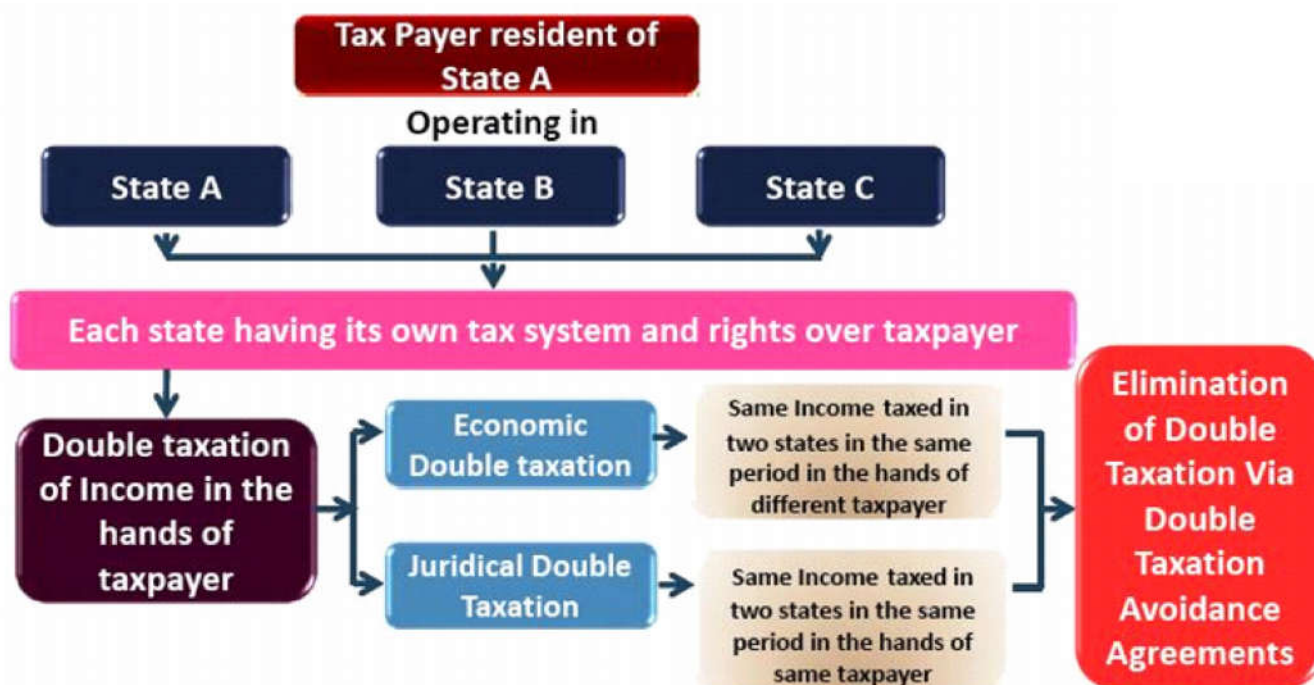 Tax Payer resident of
State A
Operating in
State A
State B
State C
Each state having its own tax system and rights over taxpayer
Double taxation
of Income in the
hands of
taxpayer
Economic
Double taxation
Same Income taxed in
two states in the same
period in the hands of
different taxpayer
Juridical Double
Taxation
Same Income taxed in
two states in the same
period in the hands of
same taxpayer
Elimination
of Double
Taxation Via
Double
Taxation
Avoidance
Agreements